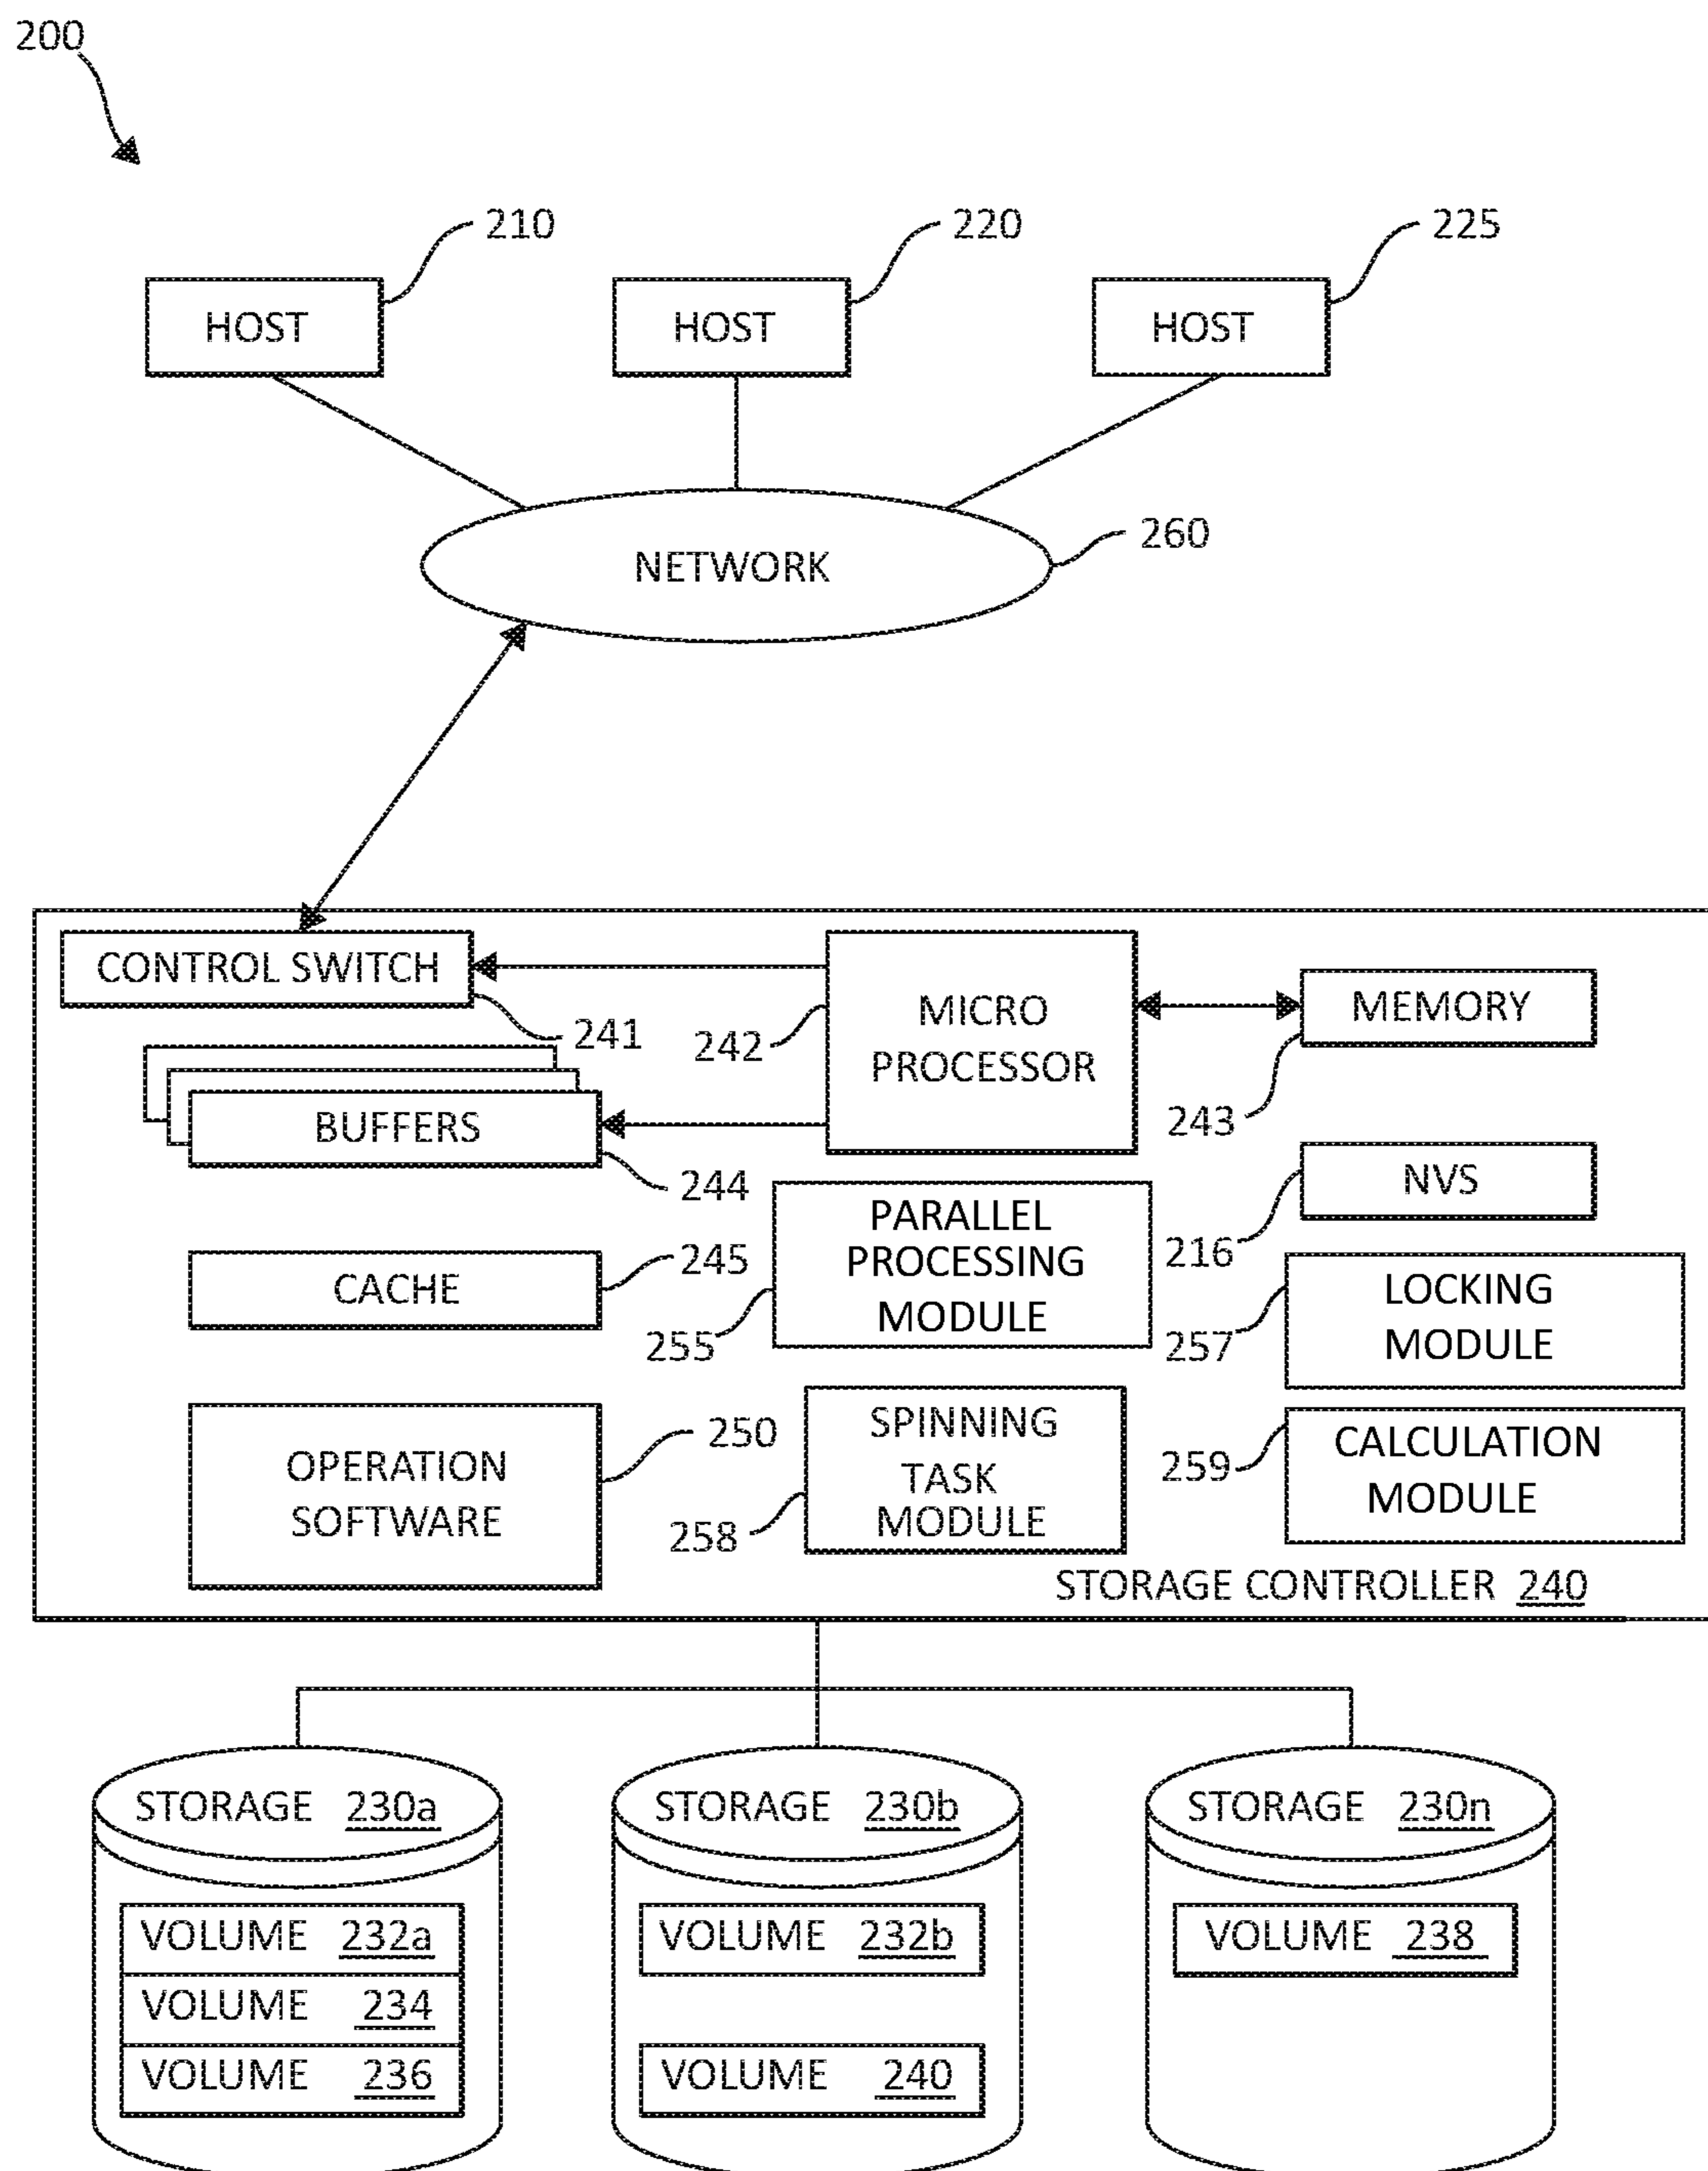 200
210
220
225
HOST
HOST
HOST
260
NETWORK
CONTROL SWITCH
241
242
MICRO
PROCESSOR
MEMORY
243
BUFFERS
244
NVS
216
PARALLEL
PROCESSING
MODULE
255
CACHE
245
LOCKING
MODULE
257
OPERATION
SOFTWARE
250
SPINNING
TASK
MODULE
258
CALCULATION
MODULE
259
STORAGE CONTROLLER 240
STORAGE 230a
STORAGE 230b
STORAGE 230n
VOLUME 232a
VOLUME 234
VOLUME 236
VOLUME 232b
VOLUME 240
VOLUME 238